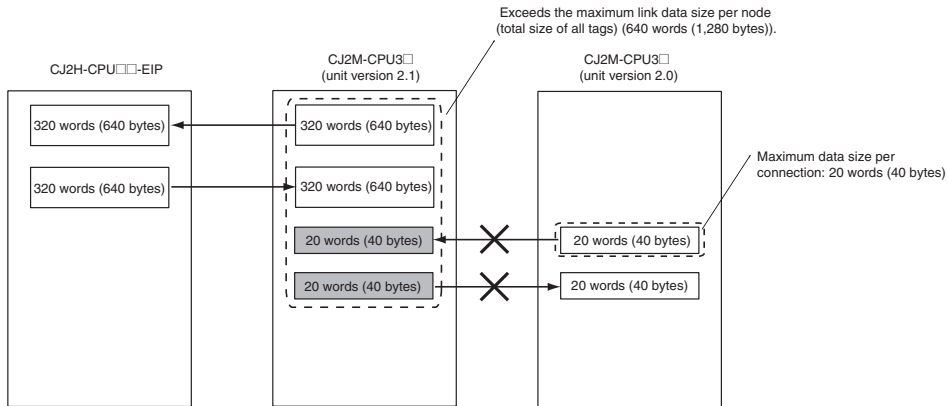 Exceeds the maximum link data size per node
(total size of all tags) (640 words (1,280 bytes)).
CJ2H-CPU□□-EIP
CJ2M-CPU3□
(unit version 2.1)
CJ2M-CPU3□
(unit version 2.0)
320 words (640 bytes)
320 words (640 bytes)
320 words (640 bytes)
320 words (640 bytes)
Maximum data size per
connection: 20 words (40 bytes)
20 words (40 bytes)
20 words (40 bytes)
20 words (40 bytes)
20 words (40 bytes)